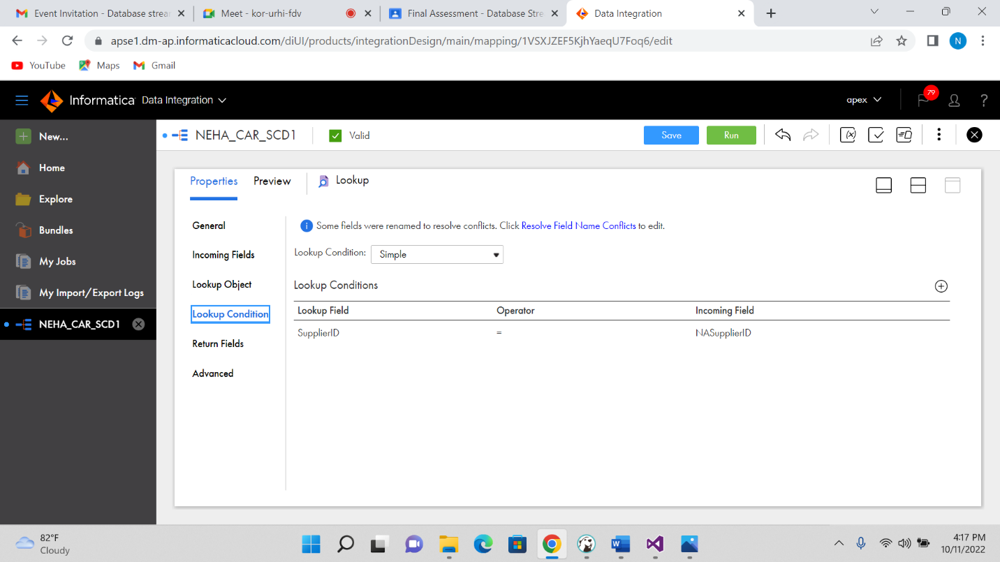 Event Invitation - Database strear
Meet - kor-urhi-fdv
Final Assessment - Database Stre
Data Integration
apse1.dm-ap.informaticacloud.com/diUI/products/integrationDesign/main/mapping/1VSXJZEF5KjhYaeqU7Foq6/edit
N
YouTube
Maps
Gmail
Informatica
Data Integration
apex
79
?
New...
NEHA_CAR_SCD1
Valid
Save
Run
Home
Explore
Bundles
My Jobs
My Import/Export Logs
NEHA_CAR_SCD1
Properties
Preview
Lookup
General
Incoming Fields
Lookup Object
Lookup Condition
Return Fields
Advanced
Some fields were renamed to resolve conflicts. Click Resolve Field Name Conflicts to edit.
Lookup Condition: Simple
Lookup Conditions
Lookup Field Operator Incoming Field
SupplierID = NASupplierID
82°F
Cloudy
4:17 PM
10/11/2022